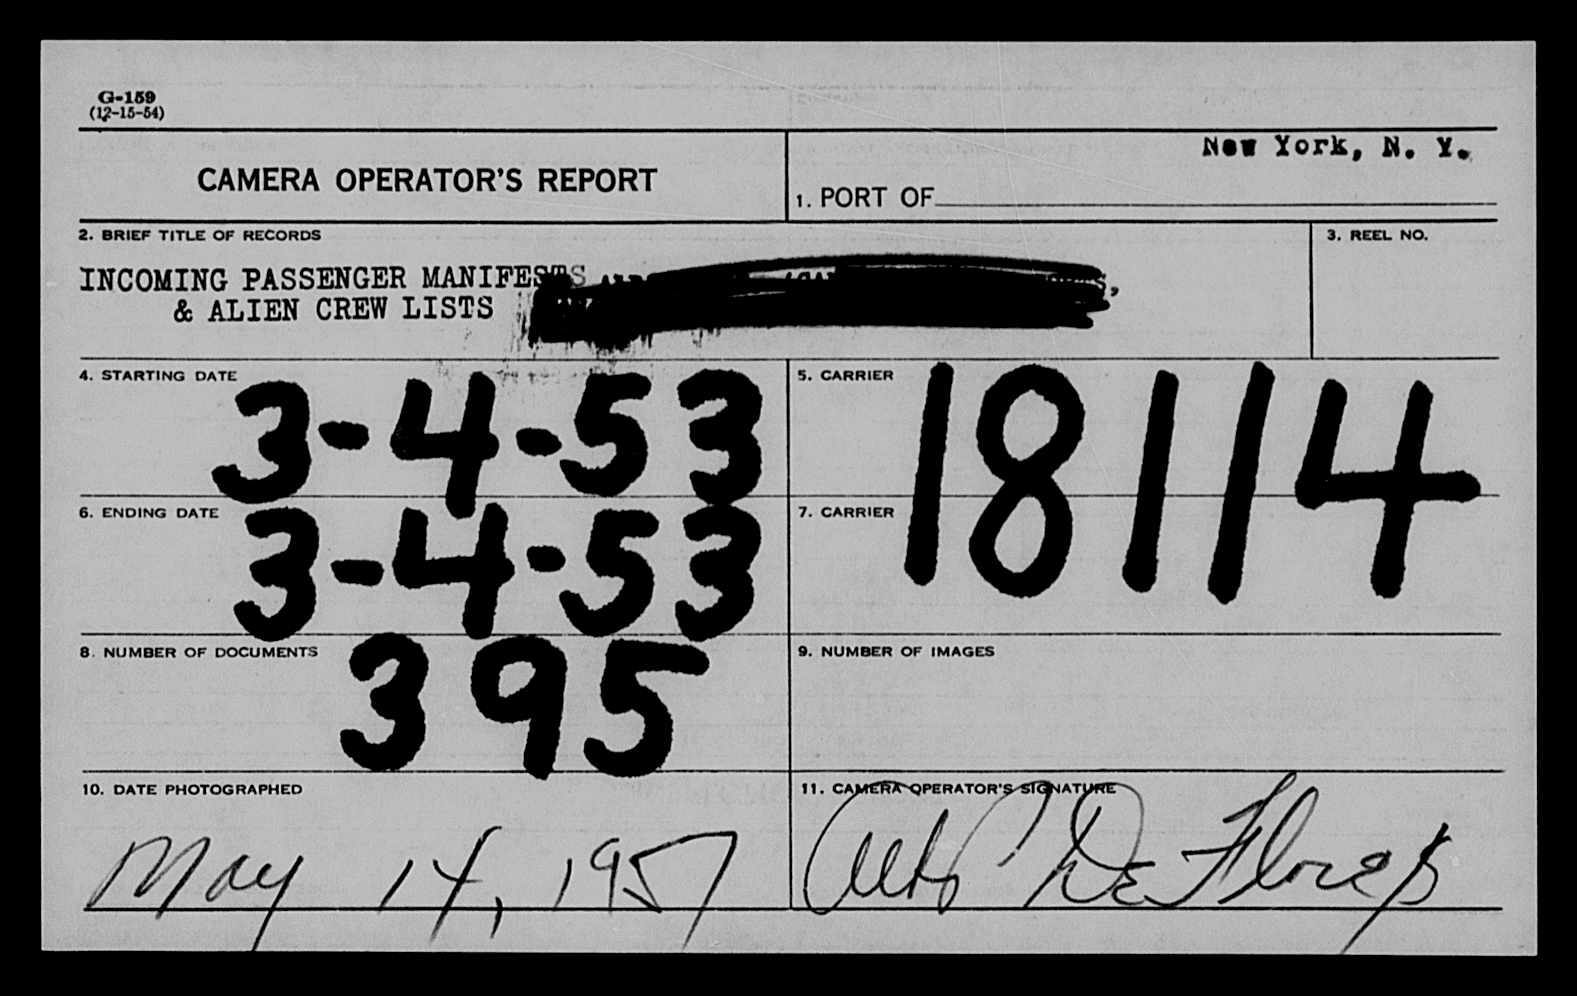 G-159
(12-15-54)
CAMERA OPERATOR'S REPORT
New York, N. Y.
1. PORT OF
2. BRIEF TITLE OF RECORDS
3. REEL NO.
INCOMING PASSENGER MANIFESTS
& ALIEN CREW LISTS
4. STARTING DATE
3-4-53
5. CARRIER
18114
6. ENDING DATE
3-4-53
7. CARRIER
8. NUMBER OF DOCUMENTS
395
9. NUMBER OF IMAGES
10. DATE PHOTOGRAPHED
May 14, 1957
11. CAMERA OPERATOR'S SIGNATURE